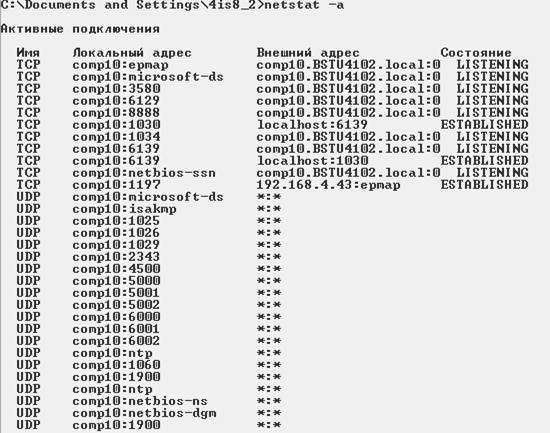 C:\Documents and Settings\4is8_2>netstat -a
Активные подключения
Имя Локальный адрес Внешний адрес Состояние
TCP comp10:epmap comp10.BSTU4102.local:0 LISTENING
TCP comp10:microsoft-ds comp10.BSTU4102.local:0 LISTENING
TCP comp10:3580 comp10.BSTU4102.local:0 LISTENING
TCP comp10:6129 comp10.BSTU4102.local:0 LISTENING
TCP comp10:8888 comp10.BSTU4102.local:0 LISTENING
TCP comp10:1030 localhost:6139 ESTABLISHED
TCP comp10:1034 comp10.BSTU4102.local:0 LISTENING
TCP comp10:6139 comp10.BSTU4102.local:0 LISTENING
TCP comp10:6139 localhost:1030 ESTABLISHED
TCP comp10:netbios-ssn comp10.BSTU4102.local:0 LISTENING
TCP comp10:1197 192.168.4.43:epmap ESTABLISHED
UDP comp10:microsoft-ds *:*
UDP comp10:isakmp *:*
UDP comp10:1025 *:*
UDP comp10:1026 *:*
UDP comp10:1029 *:*
UDP comp10:2343 *:*
UDP comp10:4500 *:*
UDP comp10:5000 *:*
UDP comp10:5001 *:*
UDP comp10:5002 *:*
UDP comp10:6000 *:*
UDP comp10:6001 *:*
UDP comp10:6002 *:*
UDP comp10:ntp *:*
UDP comp10:1060 *:*
UDP comp10:1900 *:*
UDP comp10:ntp *:*
UDP comp10:netbios-ns *:*
UDP comp10:netbios-dgm *:*
UDP comp10:1900 *:*